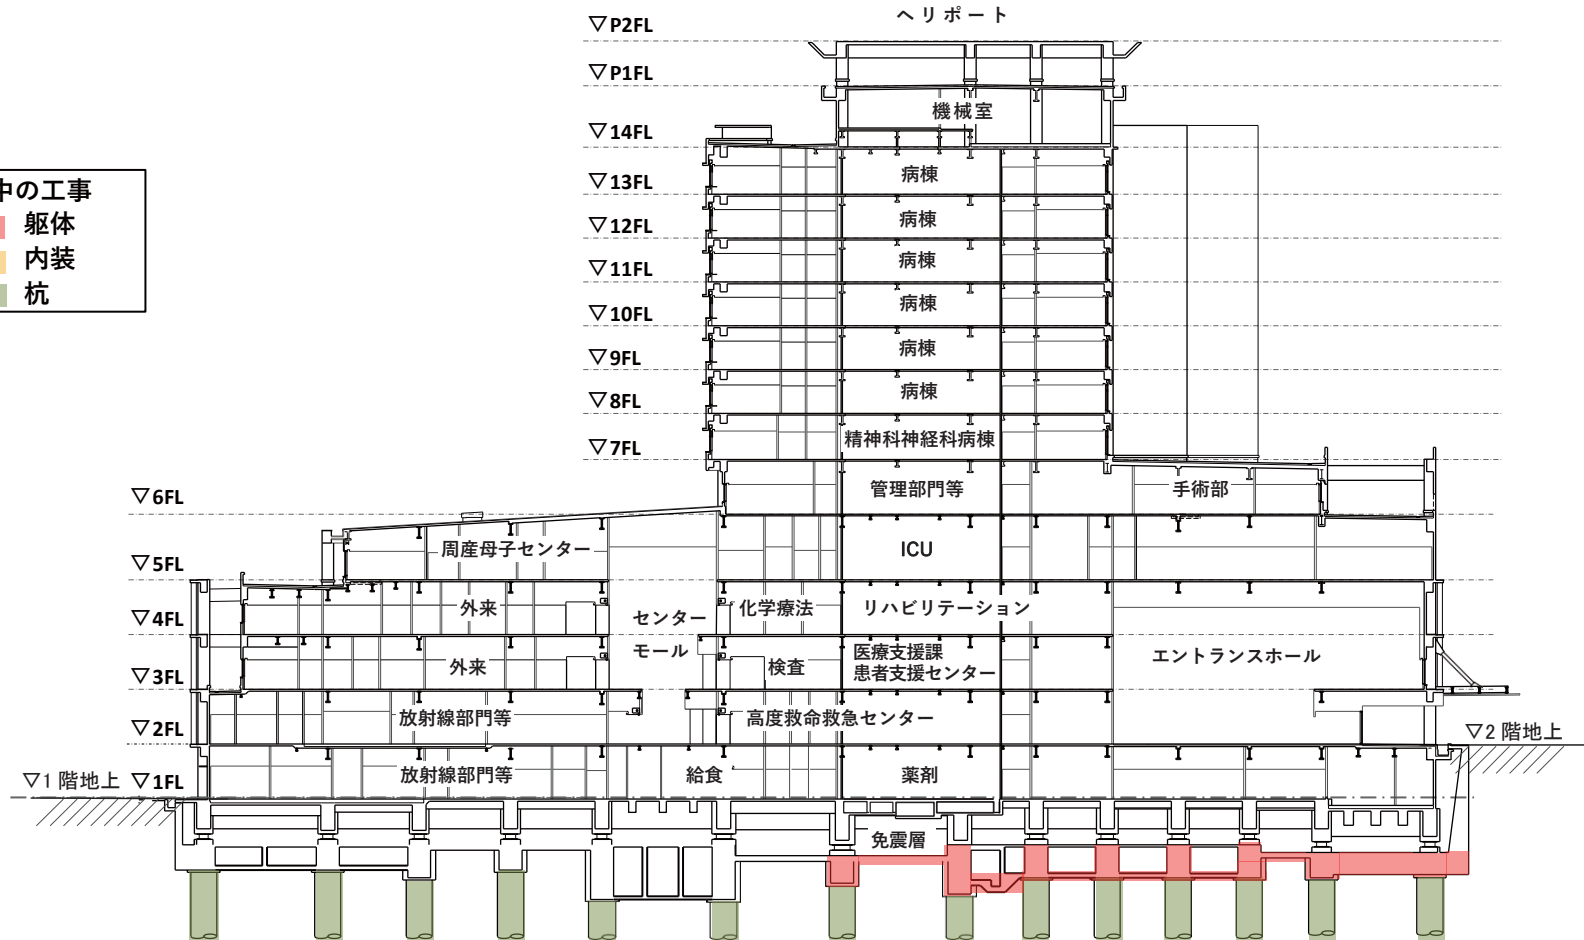 ヘリポート
▽P2FL
▽P1FL
機械室
▽14FL
病棟
▽13FL
病棟
▽12FL
病棟
▽11FL
病棟
▽10FL
病棟
▽9FL
病棟
▽8FL
精神科神経科病棟
▽7FL
中の工事
躯体
内装
杭
管理部門等
手術部
▽6FL
周産母子センター
ICU
▽5FL
外来
センター
モール
化学療法
リハビリテーション
▽4FL
外来
検査
医療支援課
患者支援センター
エントランスホール
▽3FL
放射線部門等
高度救命救急センター
▽2FL
▽2階地上
放射線部門等
給食
薬剤
▽1階地上
▽1FL
免震層